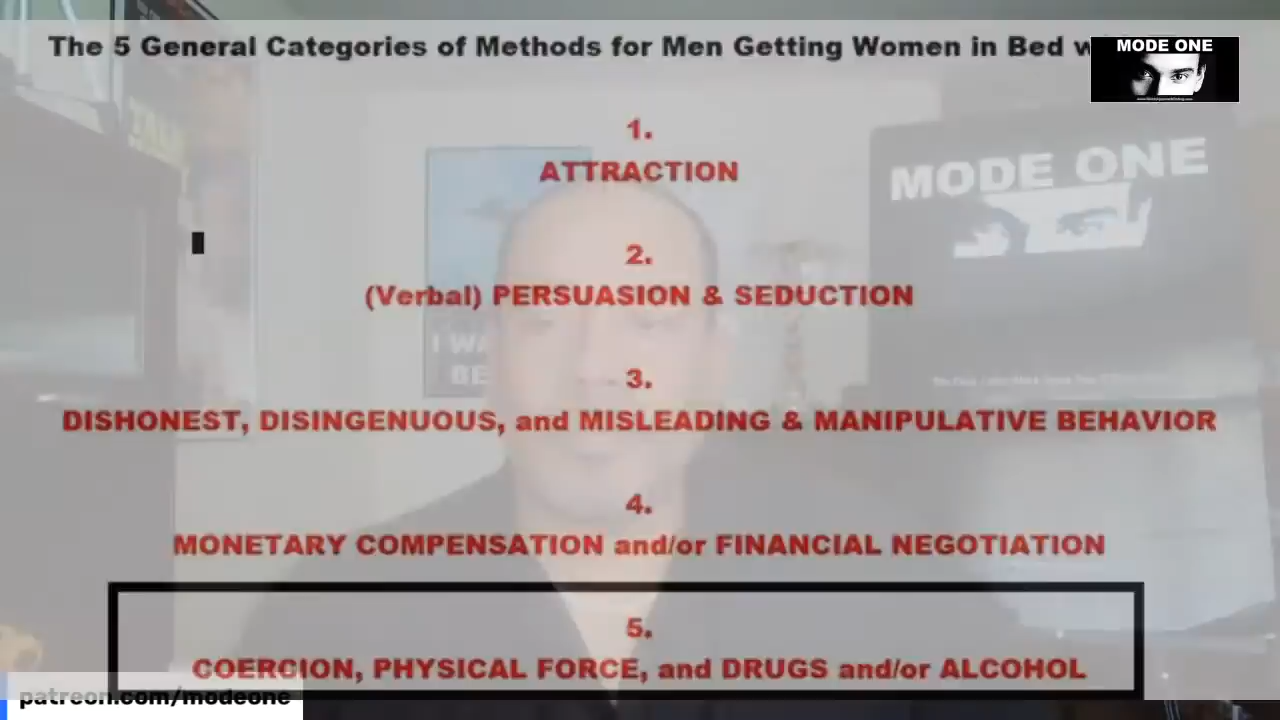 The 5 General Categories of Methods for Men Getting Women in Bed
MODE ONE
1.
ATTRACTION
MODE ONE
2.
(Verbal) PERSUASION & SEDUCTION
I WA
BE
3.
DISHONEST, DISINGENUOUS, and MISLEADING & MANIPULATIVE BEHAVIOR
4.
MONETARY COMPENSATION and/or FINANCIAL NEGOTIATION
5.
COERCION, PHYSICAL FORCE, and DRUGS and/or ALCOHOL
patreon.com/modeone